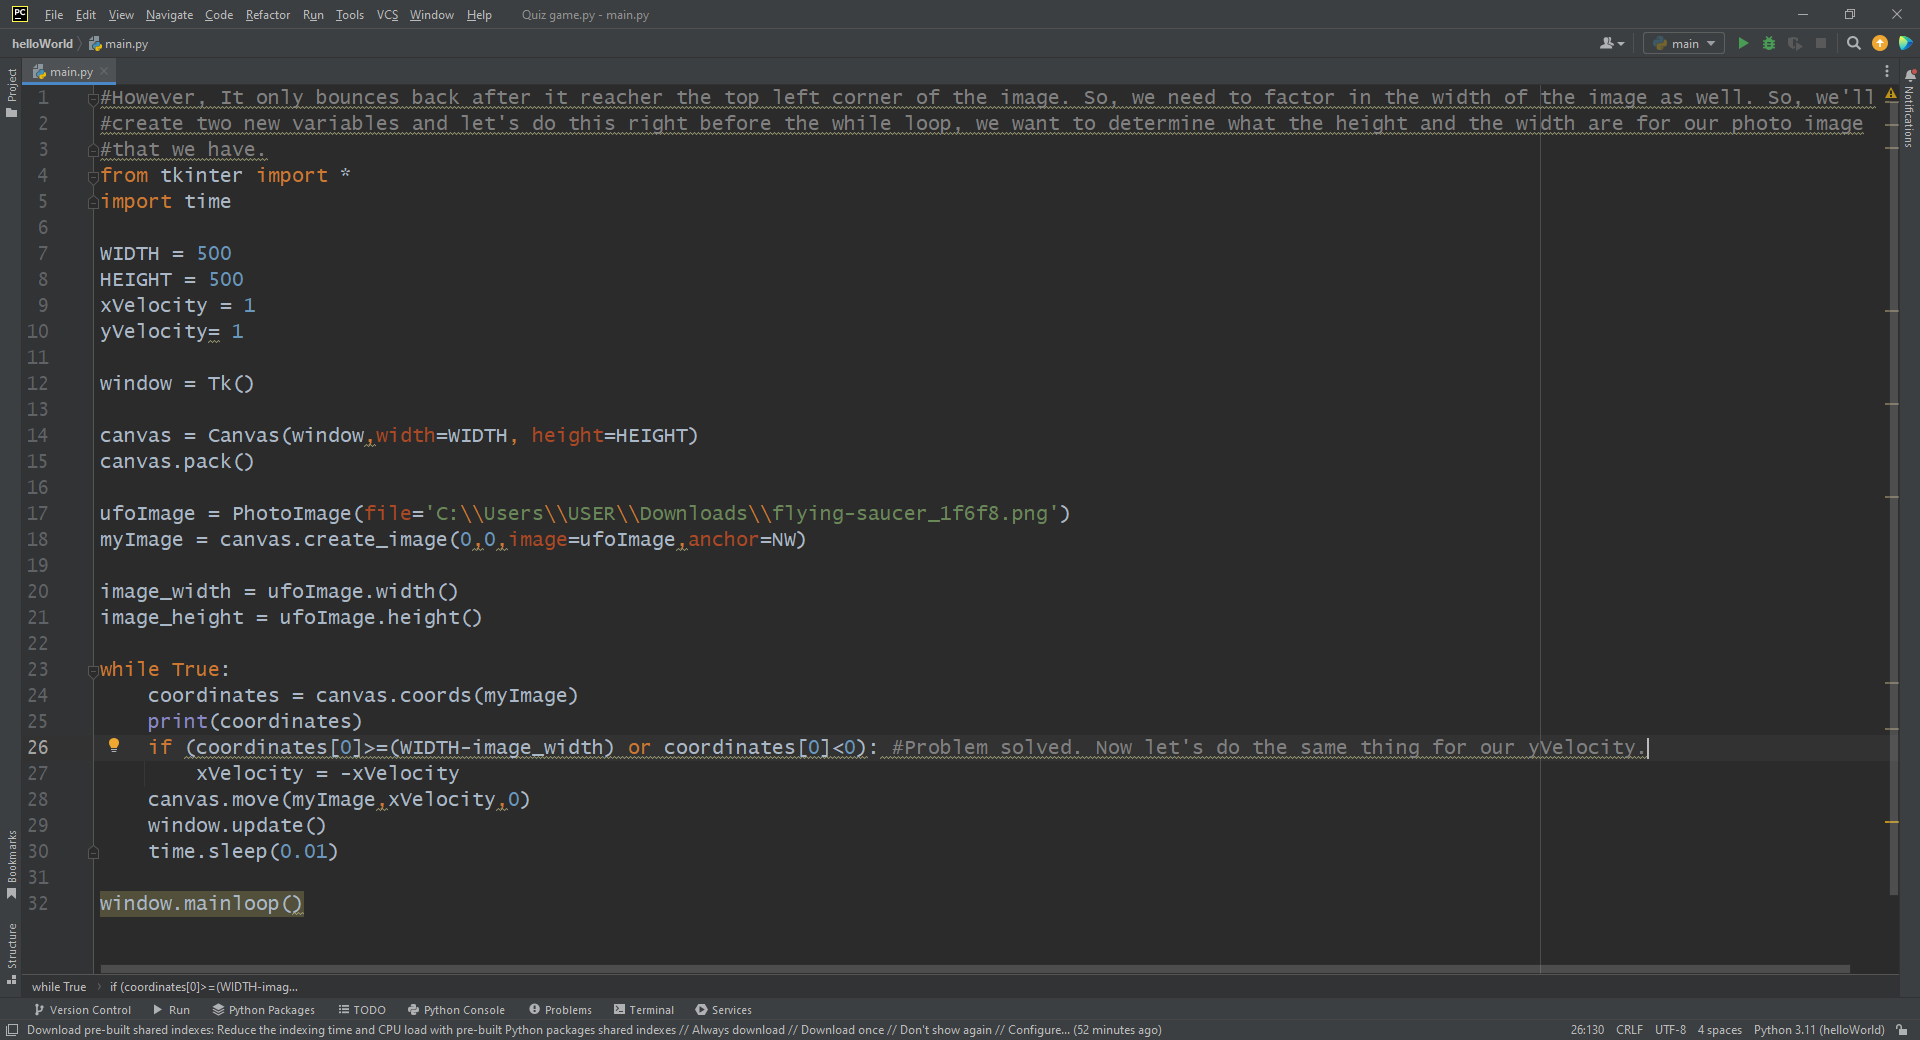 PC File Edit View Navigate Code Refactor Run Tools VCS Window Help Quiz game.py - main.py
helloWorld main.py main
main.py
Project
Notifications
1 #However, It only bounces back after it reacher the top left corner of the image. So, we need to factor in the width of the image as well. So, we'll
2 #create two new variables and let's do this right before the while loop, we want to determine what the height and the width are for our photo image
3 #that we have.
4 from tkinter import *
5 import time
6
7 WIDTH = 500
8 HEIGHT = 500
9 xVelocity = 1
10 yVelocity= 1
11
12 window = Tk()
13
14 canvas = Canvas(window,width=WIDTH, height=HEIGHT)
15 canvas.pack()
16
17 ufoImage = PhotoImage(file='C:\\Users\\USER\\Downloads\\flying-saucer_1f6f8.png')
18 myImage = canvas.create_image(0,0,image=ufoImage,anchor=NW)
19
20 image_width = ufoImage.width()
21 image_height = ufoImage.height()
22
23 while True:
24     coordinates = canvas.coords(myImage)
25     print(coordinates)
26     if (coordinates[0]>=(WIDTH-image_width) or coordinates[0]<0): #Problem solved. Now let's do the same thing for our yVelocity.
27         xVelocity = -xVelocity
28     canvas.move(myImage,xVelocity,0)
29     window.update()
30     time.sleep(0.01)
31
32 window.mainloop()
Bookmarks
Structure
while True if (coordinates[0]>=(WIDTH-imag...
Version Control Run Python Packages TODO Python Console Problems Terminal Services
Download pre-built shared indexes: Reduce the indexing time and CPU load with pre-built Python packages shared indexes // Always download // Download once // Don't show again // Configure... (52 minutes ago) 26:130 CRLF UTF-8 4 spaces Python 3.11 (helloWorld)